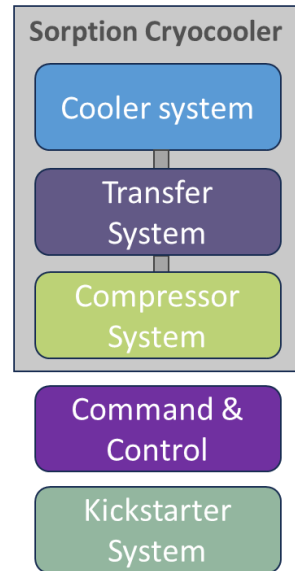 Sorption Cryocooler
Cooler system
Transfer
System
Compressor
System
Command &
Control
Kickstarter
System